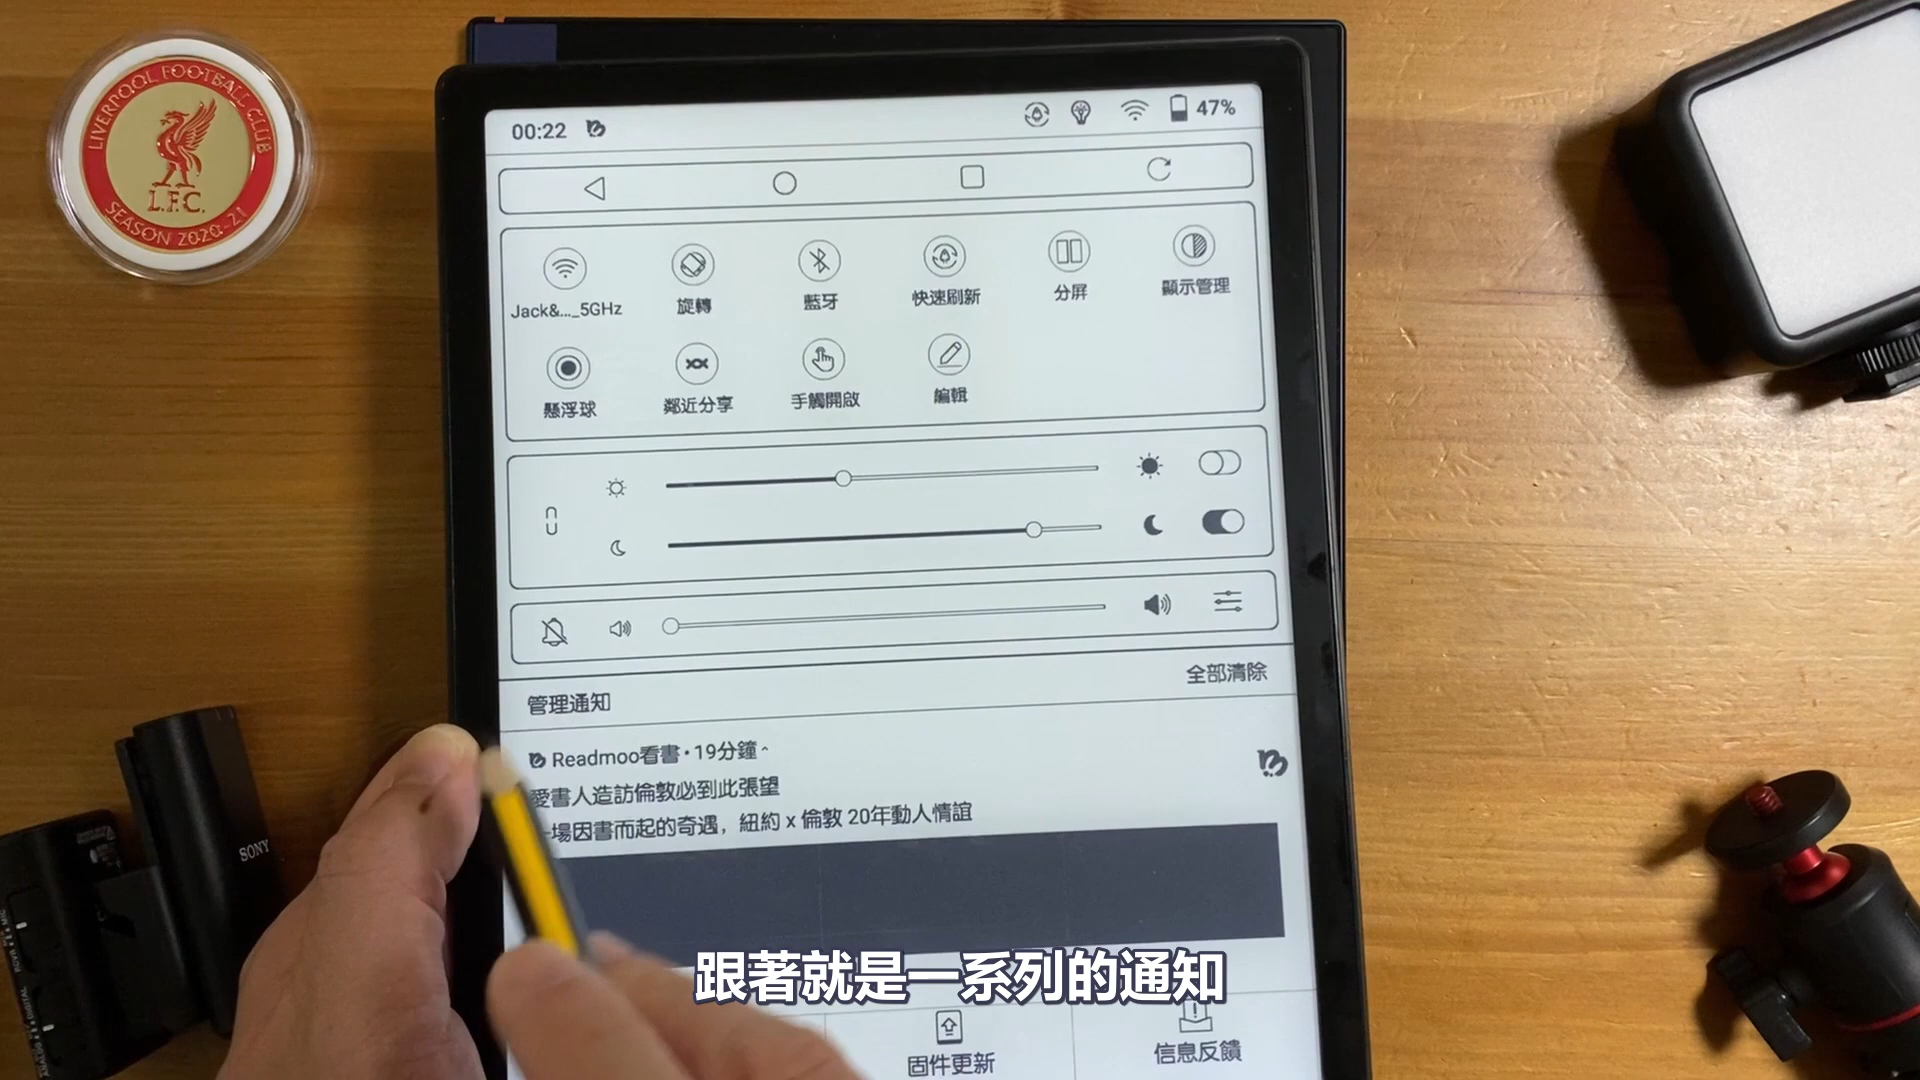 LIVERPOOL FOOTBALL CLUB
L.F.C.
SEASON 2020-21
00:22
47%
Jack&..._5GHz
旋轉
藍牙
快速刷新
分屏
顯示管理
懸浮球
鄰近分享
手觸開啟
編輯
管理通知
全部清除
Readmoo看書·19分鐘
愛書人造訪倫敦必到此張望
場因書而起的奇遇，紐約 x 倫敦 20年動人情誼
SONY
跟著就是一系列的通知
固件更新
信息反饋